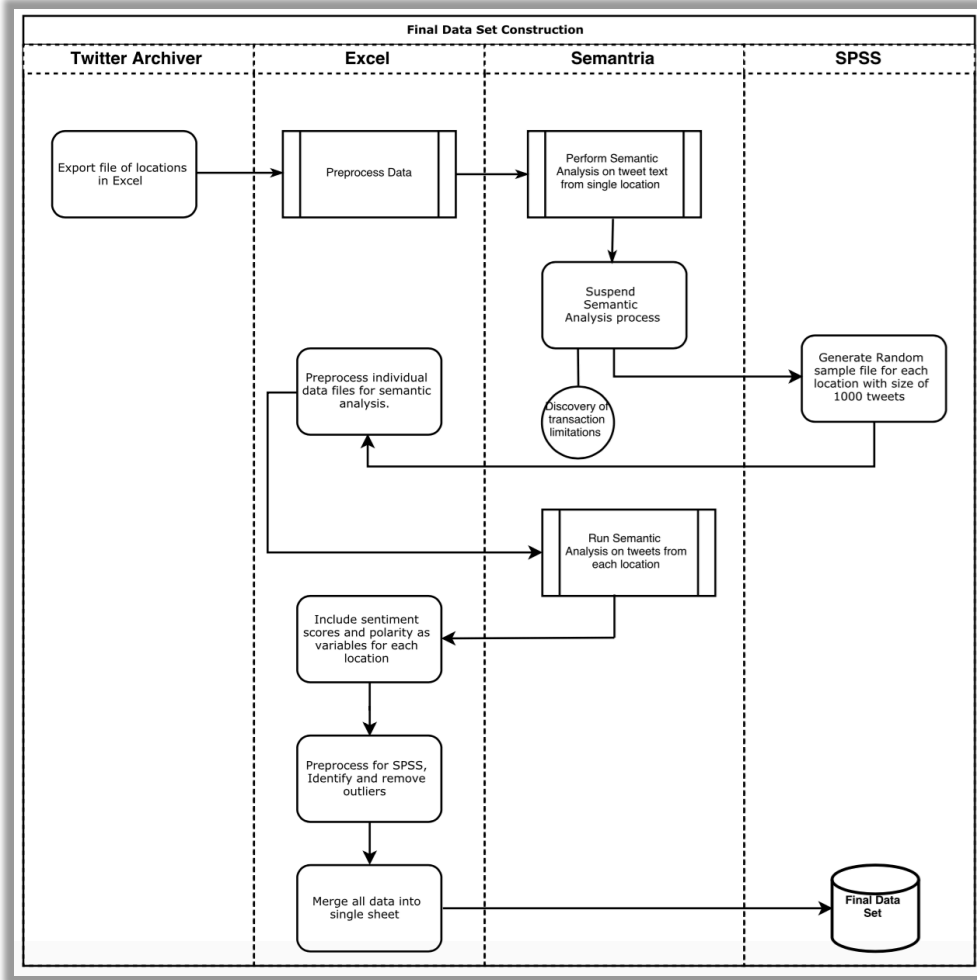 Final Data Set Construction
Twitter Archiver
Excel
Semantria
SPSS
Export file of locations
in Excel
Preprocess Data
Perform Semantic
Analysis on tweet text
from single location
Suspend
Semantic
Analysis process
Discovery of
transaction
limitations
Generate Random
sample file for each
location with size of
1000 tweets
Preprocess individual
data files for semantic
analysis.
Run Semantic
Analysis on tweets from
each location
Include sentiment
scores and polarity as
variables for each
location
Preprocess for SPSS,
Identify and remove
outliers
Merge all data into
single sheet
Final Data
Set